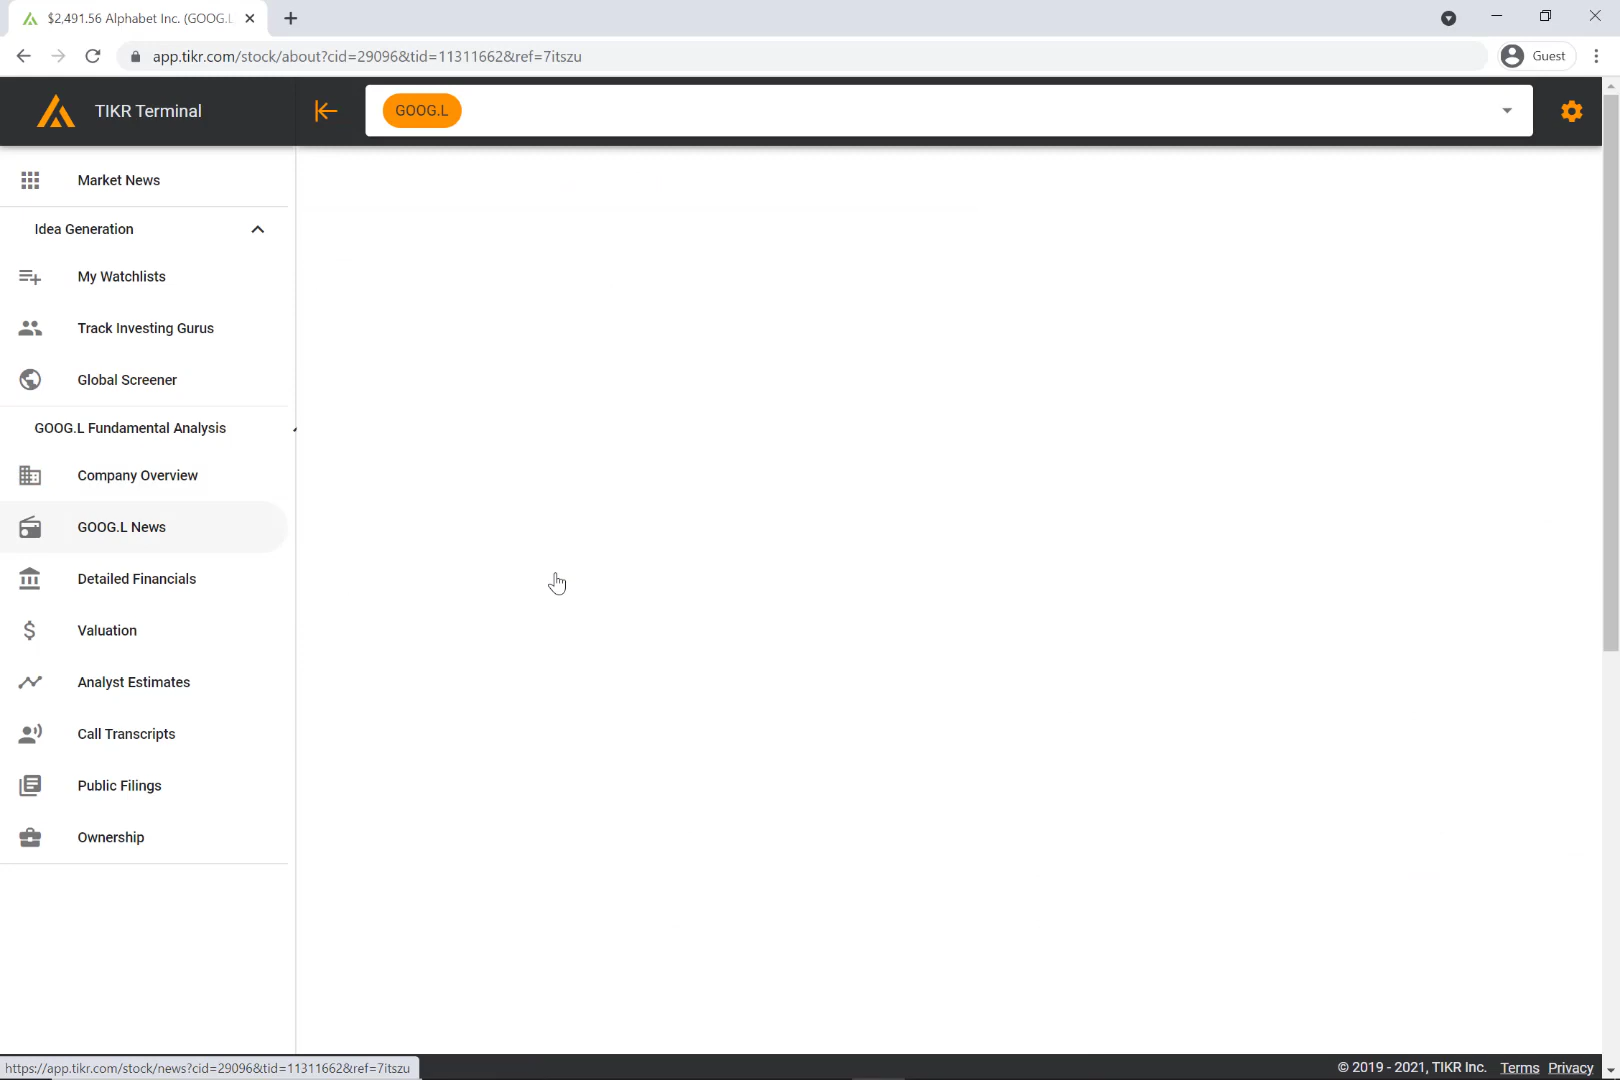 $2,491.56 Alphabet Inc. (GOOG.L
app.tikr.com/stock/about?cid=29096&tid=11311662&ref=7itszu
Guest
TIKR Terminal
GOOG.L
Market News
Idea Generation
My Watchlists
Track Investing Gurus
Global Screener
GOOG.L Fundamental Analysis
Company Overview
GOOG.L News
Detailed Financials
Valuation
Analyst Estimates
Call Transcripts
Public Filings
Ownership
https://app.tikr.com/stock/news?cid=29096&tid=11311662&ref=7itszu
© 2019 - 2021, TIKR Inc. Terms Privacy